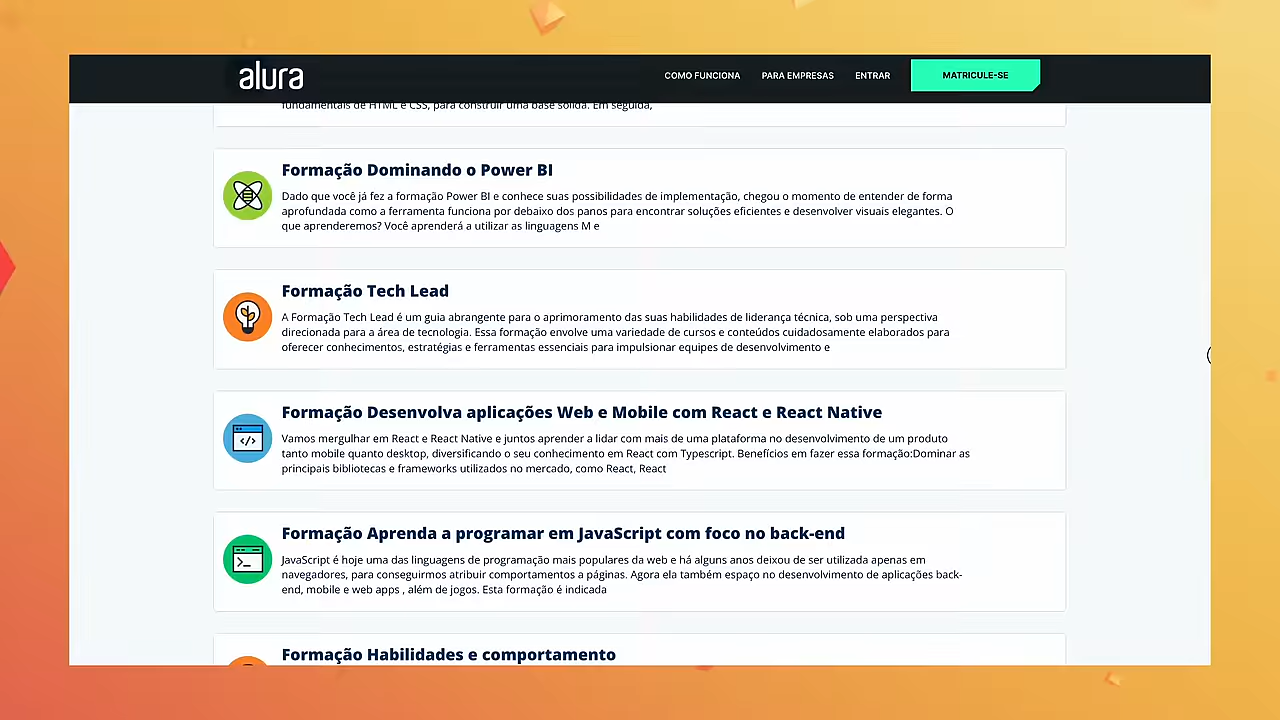 alura
COMO FUNCIONA
PARA EMPRESAS
ENTRAR
MATRICULE-SE
fundamentais de HTML e CSS, para construir uma base sólida. Em seguida,
Formação Dominando o Power BI
Dado que você já fez a formação Power BI e conhece suas possibilidades de implementação, chegou o momento de entender de forma
aprofundada como a ferramenta funciona por debaixo dos panos para encontrar soluções eficientes e desenvolver visuais elegantes. O
que aprenderemos? Você aprenderá a utilizar as linguagens M e
Formação Tech Lead
A Formação Tech Lead é um guia abrangente para o aprimoramento das suas habilidades de liderança técnica, sob uma perspectiva
direcionada para a área de tecnologia. Essa formação envolve uma variedade de cursos e conteúdos cuidadosamente elaborados para
oferecer conhecimentos, estratégias e ferramentas essenciais para impulsionar equipes de desenvolvimento e
Formação Desenvolva aplicações Web e Mobile com React e React Native
Vamos mergulhar em React e React Native e juntos aprender a lidar com mais de uma plataforma no desenvolvimento de um produto
tanto mobile quanto desktop, diversificando o seu conhecimento em React com Typescript. Benefícios em fazer essa formação:Dominar as
principais bibliotecas e frameworks utilizados no mercado, como React, React
Formação Aprenda a programar em JavaScript com foco no back-end
JavaScript é hoje uma das linguagens de programação mais populares da web e há alguns anos deixou de ser utilizada apenas em
navegadores, para conseguirmos atribuir comportamentos a páginas. Agora ela também espaço no desenvolvimento de aplicações back-
end, mobile e web apps , além de jogos. Esta formação é indicada
Formação Habilidades e comportamento